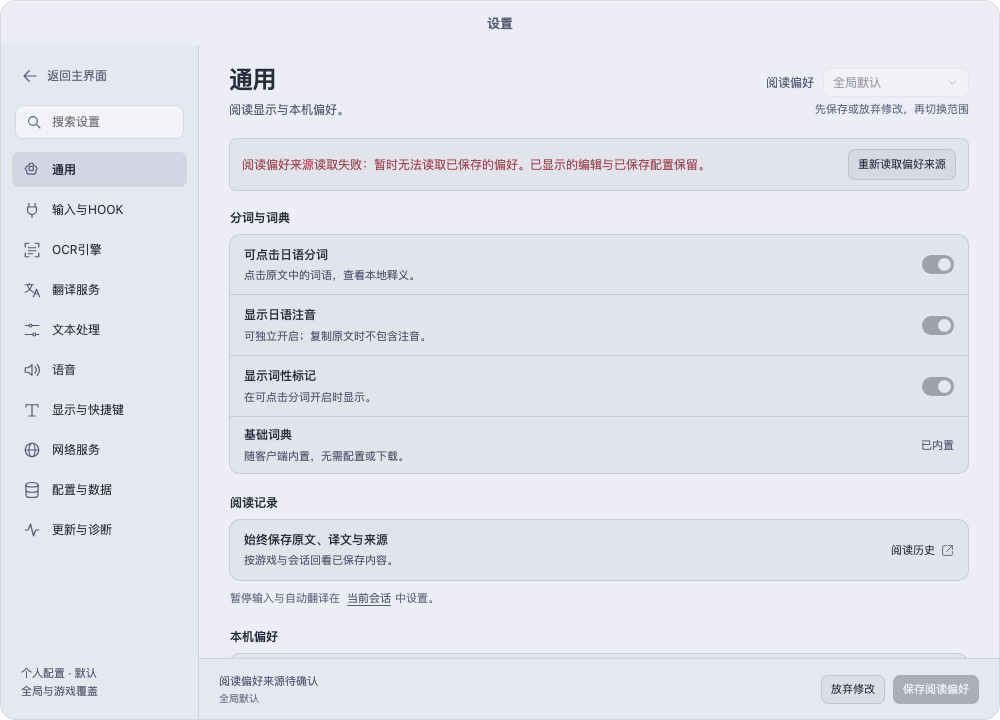 设置
返回主界面
搜索设置
通用
输入与HOOK
OCR引擎
翻译服务
文本处理
语音
显示与快捷键
网络服务
配置与数据
更新与诊断
个人配置 · 默认
全局与游戏覆盖
通用
阅读显示与本机偏好。
阅读偏好
全局默认
先保存或放弃修改，再切换范围
阅读偏好来源读取失败：暂时无法读取已保存的偏好。已显示的编辑与已保存配置保留。
重新读取偏好来源
分词与词典
可点击日语分词
点击原文中的词语，查看本地释义。
显示日语注音
可独立开启；复制原文时不包含注音。
显示词性标记
在可点击分词开启时显示。
基础词典
随客户端内置，无需配置或下载。
已内置
阅读记录
始终保存原文、译文与来源
按游戏与会话回看已保存内容。
阅读历史
暂停输入与自动翻译在 当前会话 中设置。
本机偏好
阅读偏好来源待确认
全局默认
放弃修改
保存阅读偏好